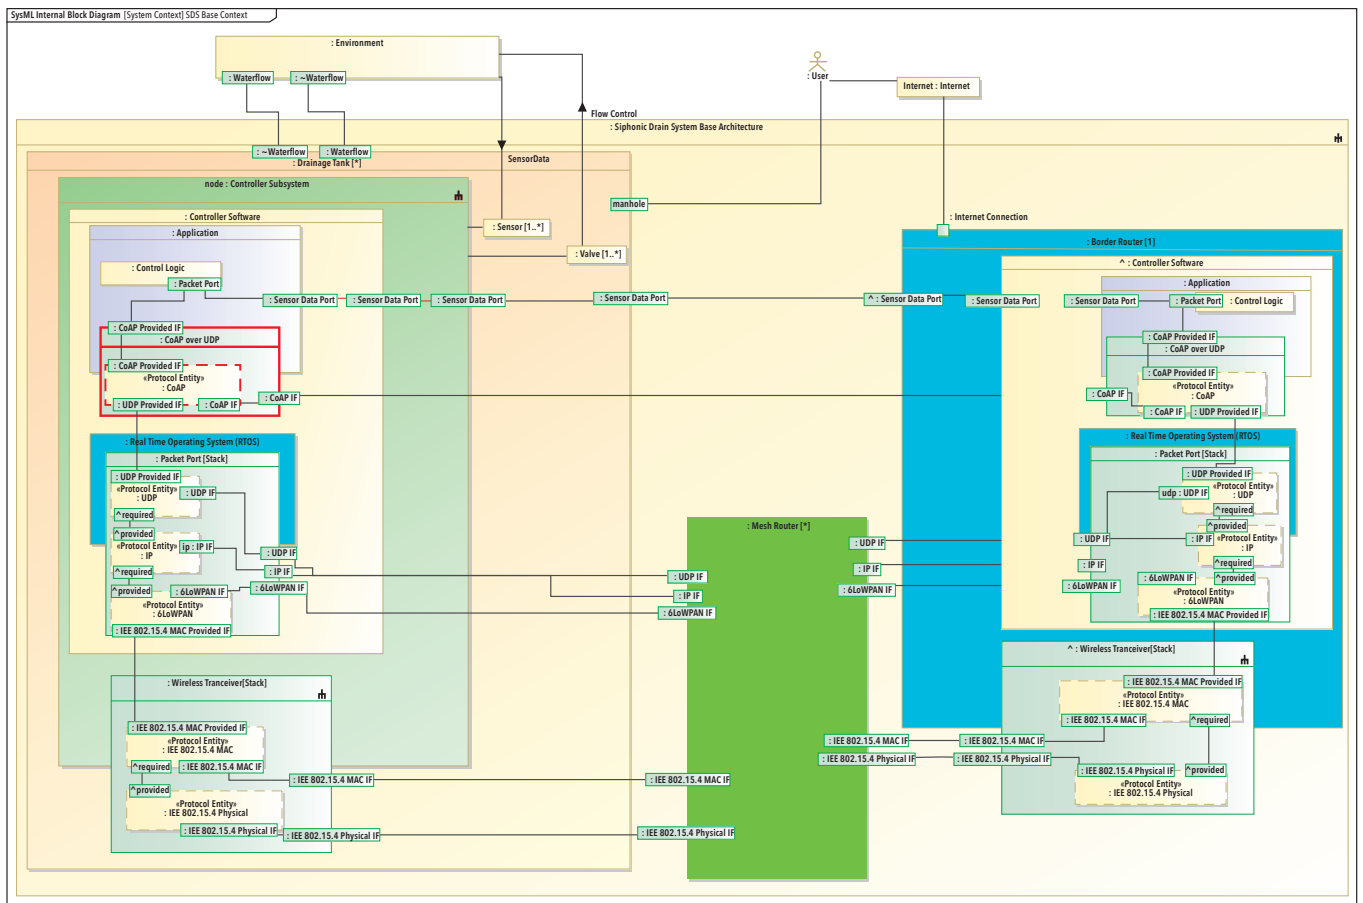 SysML Internal Block Diagram [System Context] SDS Base Context
: Environment
: Waterflow
: ~Waterflow
: User
Internet : Internet
Flow Control
: Siphonic Drain System Base Architecture
: ~Waterflow
: Waterflow
SensorData
: Drainage Tank [*]
node : Controller Subsystem
manhole
: Controller Software
: Application
: Sensor [1..*]
: Valve [1..*]
: Control Logic
: Packet Port
: Sensor Data Port
: Sensor Data Port
: Sensor Data Port
: Sensor Data Port
: CoAP Provided IF
: CoAP over UDP
: CoAP Provided IF
«Protocol Entity»
: CoAP
: UDP Provided IF
: CoAP IF
: CoAP IF
: Real Time Operating System (RTOS)
: Packet Port [Stack]
: UDP Provided IF
«Protocol Entity»
: UDP
: UDP IF
^required
^provided
«Protocol Entity»
: IP
ip : IP IF
: UDP IF
^required
: IP IF
^provided
: 6LoWPAN IF
: 6LoWPAN IF
«Protocol Entity»
: 6LoWPAN
: IEE 802.15.4 MAC Provided IF
: Wireless Tranceiver[Stack]
: IEE 802.15.4 MAC Provided IF
«Protocol Entity»
: IEE 802.15.4 MAC
^required
: IEE 802.15.4 MAC IF
: IEE 802.15.4 MAC IF
^provided
«Protocol Entity»
: IEE 802.15.4 Physical
: IEE 802.15.4 Physical IF
: IEE 802.15.4 Physical IF
: Mesh Router [*]
: UDP IF
: IP IF
: 6LoWPAN IF
: UDP IF
: IP IF
: 6LoWPAN IF
: IEE 802.15.4 MAC IF
: IEE 802.15.4 Physical IF
: IEE 802.15.4 MAC IF
: IEE 802.15.4 Physical IF
: Internet Connection
: Border Router [1]
^ : Controller Software
: Application
^ : Sensor Data Port
: Sensor Data Port
: Sensor Data Port
: Packet Port
: Control Logic
: CoAP Provided IF
: CoAP over UDP
: CoAP Provided IF
«Protocol Entity»
: CoAP
: CoAP IF
: CoAP IF
: UDP Provided IF
: Real Time Operating System (RTOS)
: Packet Port [Stack]
: UDP Provided IF
«Protocol Entity»
: UDP
udp : UDP IF
^required
^provided
: UDP IF
: IP IF
«Protocol Entity»
: IP
: IP IF
^required
: 6LoWPAN IF
: 6LoWPAN IF
^provided
«Protocol Entity»
: 6LoWPAN
: IEE 802.15.4 MAC Provided IF
^ : Wireless Tranceiver[Stack]
: IEE 802.15.4 MAC Provided IF
«Protocol Entity»
: IEE 802.15.4 MAC
: IEE 802.15.4 MAC IF
^required
: IEE 802.15.4 MAC IF
: IEE 802.15.4 Physical IF
: IEE 802.15.4 Physical IF
^provided
«Protocol Entity»
: IEE 802.15.4 Physical